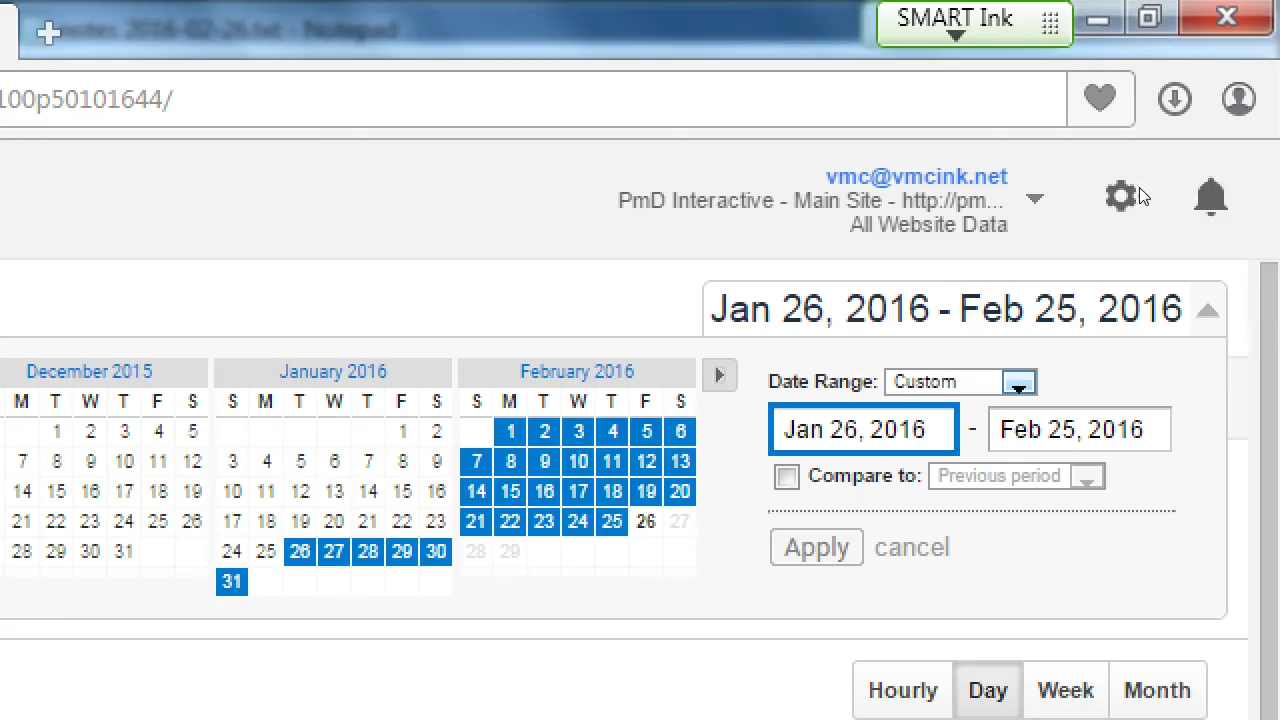 notes 2016-02-26.txt - Notepad
SMART Ink
100p50101644/
vmc@vmcink.net
PmD Interactive - Main Site - http://pm...
All Website Data
Jan 26, 2016 - Feb 25, 2016
December 2015 January 2016 February 2016
Date Range: Custom
M T W T F S S M T W T F S S M T W T F S
1 2 3 4 5 1 2 1 2 3 4 5 6
Jan 26, 2016 - Feb 25, 2016
7 8 9 10 11 12 3 4 5 6 7 8 9 7 8 9 10 11 12 13
Compare to: Previous period
14 15 16 17 18 19 10 11 12 13 14 15 16 14 15 16 17 18 19 20
21 22 23 24 25 26 17 18 19 20 21 22 23 21 22 23 24 25 26 27
28 29 30 31 24 25 26 27 28 29 30 28 29
Apply cancel
31
Hourly Day Week Month